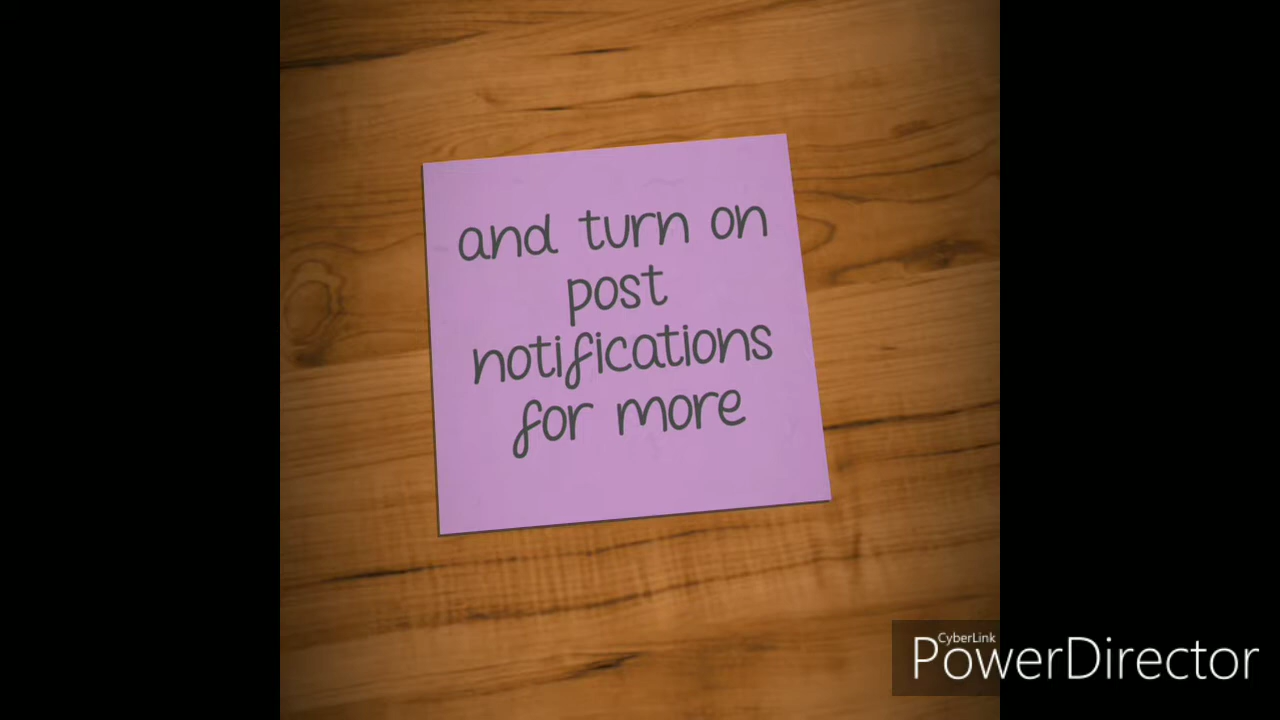 and turn on
post
notifications
for more
CyberLink
PowerDirector